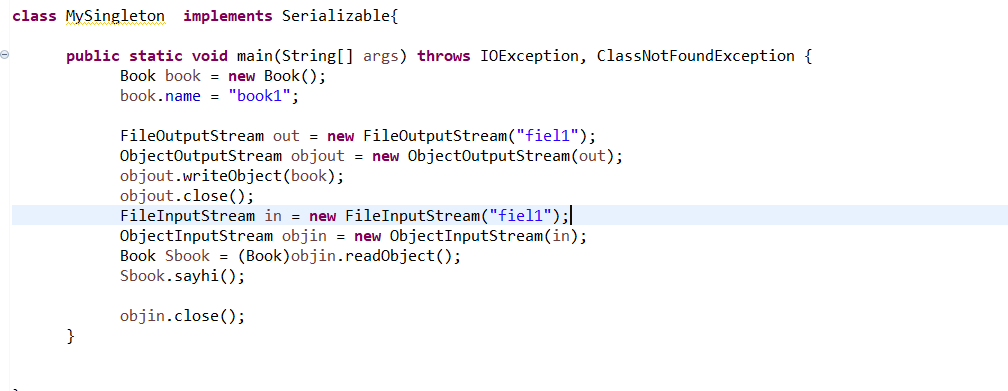 class MySingleton  implements Serializable{
public static void main(String[] args) throws IOException, ClassNotFoundException {
Book book = new Book();
book.name = "book1";
FileOutputStream out = new FileOutputStream("fiel1");
ObjectOutputStream objout = new ObjectOutputStream(out);
objout.writeObject(book);
objout.close();
FileInputStream in = new FileInputStream("fiel1");
ObjectInputStream objin = new ObjectInputStream(in);
Book Sbook = (Book)objin.readObject();
Sbook.sayhi();
objin.close();
}